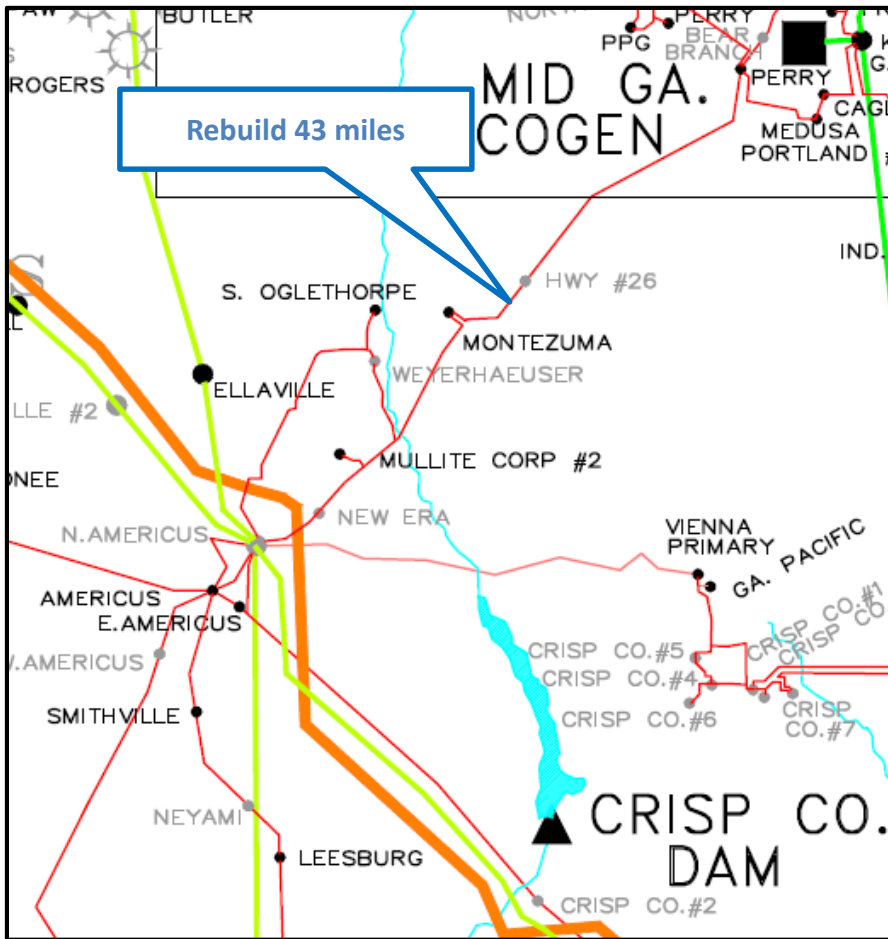 AW
BUTLER
NOR
PERRY
PPG
BEAR
BRANCH
K
G.
ROGERS
MID GA.
COGEN
PERRY
CAGL
MEDUSA
PORTLAND #
Rebuild 43 miles
IND.
S
S. OGLETHORPE
HWY #26
MONTEZUMA
WEYERHAEUSER
ELLAVILLE
LLE #2
MULLITE CORP #2
ONEE
NEW ERA
N.AMERICUS
VIENNA
PRIMARY
GA. PACIFIC
AMERICUS
E.AMERICUS
CRISP CO.#1
CRISP CO
CRISP CO.#5
.AMERICUS
CRISP CO.#4
SMITHVILLE
CRISP CO.#6
CRISP
CO.#7
NEYAMI
CRISP CO.
DAM
LEESBURG
CRISP CO.#2